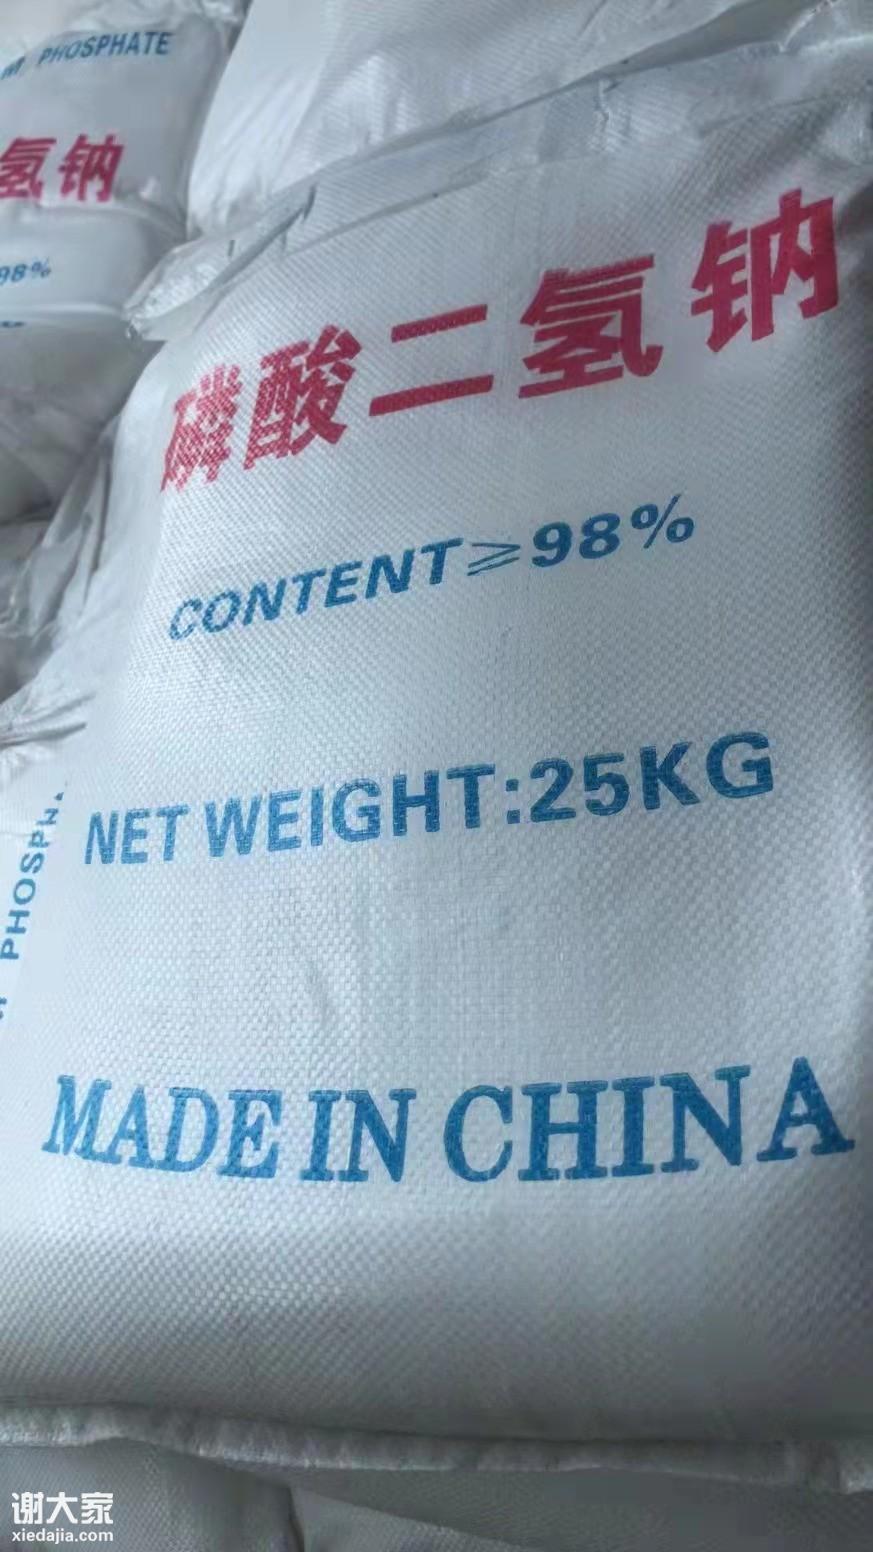 PHOSPHATE
氢钠
98%
磷酸二氢钠
CONTENT≥98%
NET WEIGHT:25KG
MADE IN CHINA
谢大家
xiedajia.com